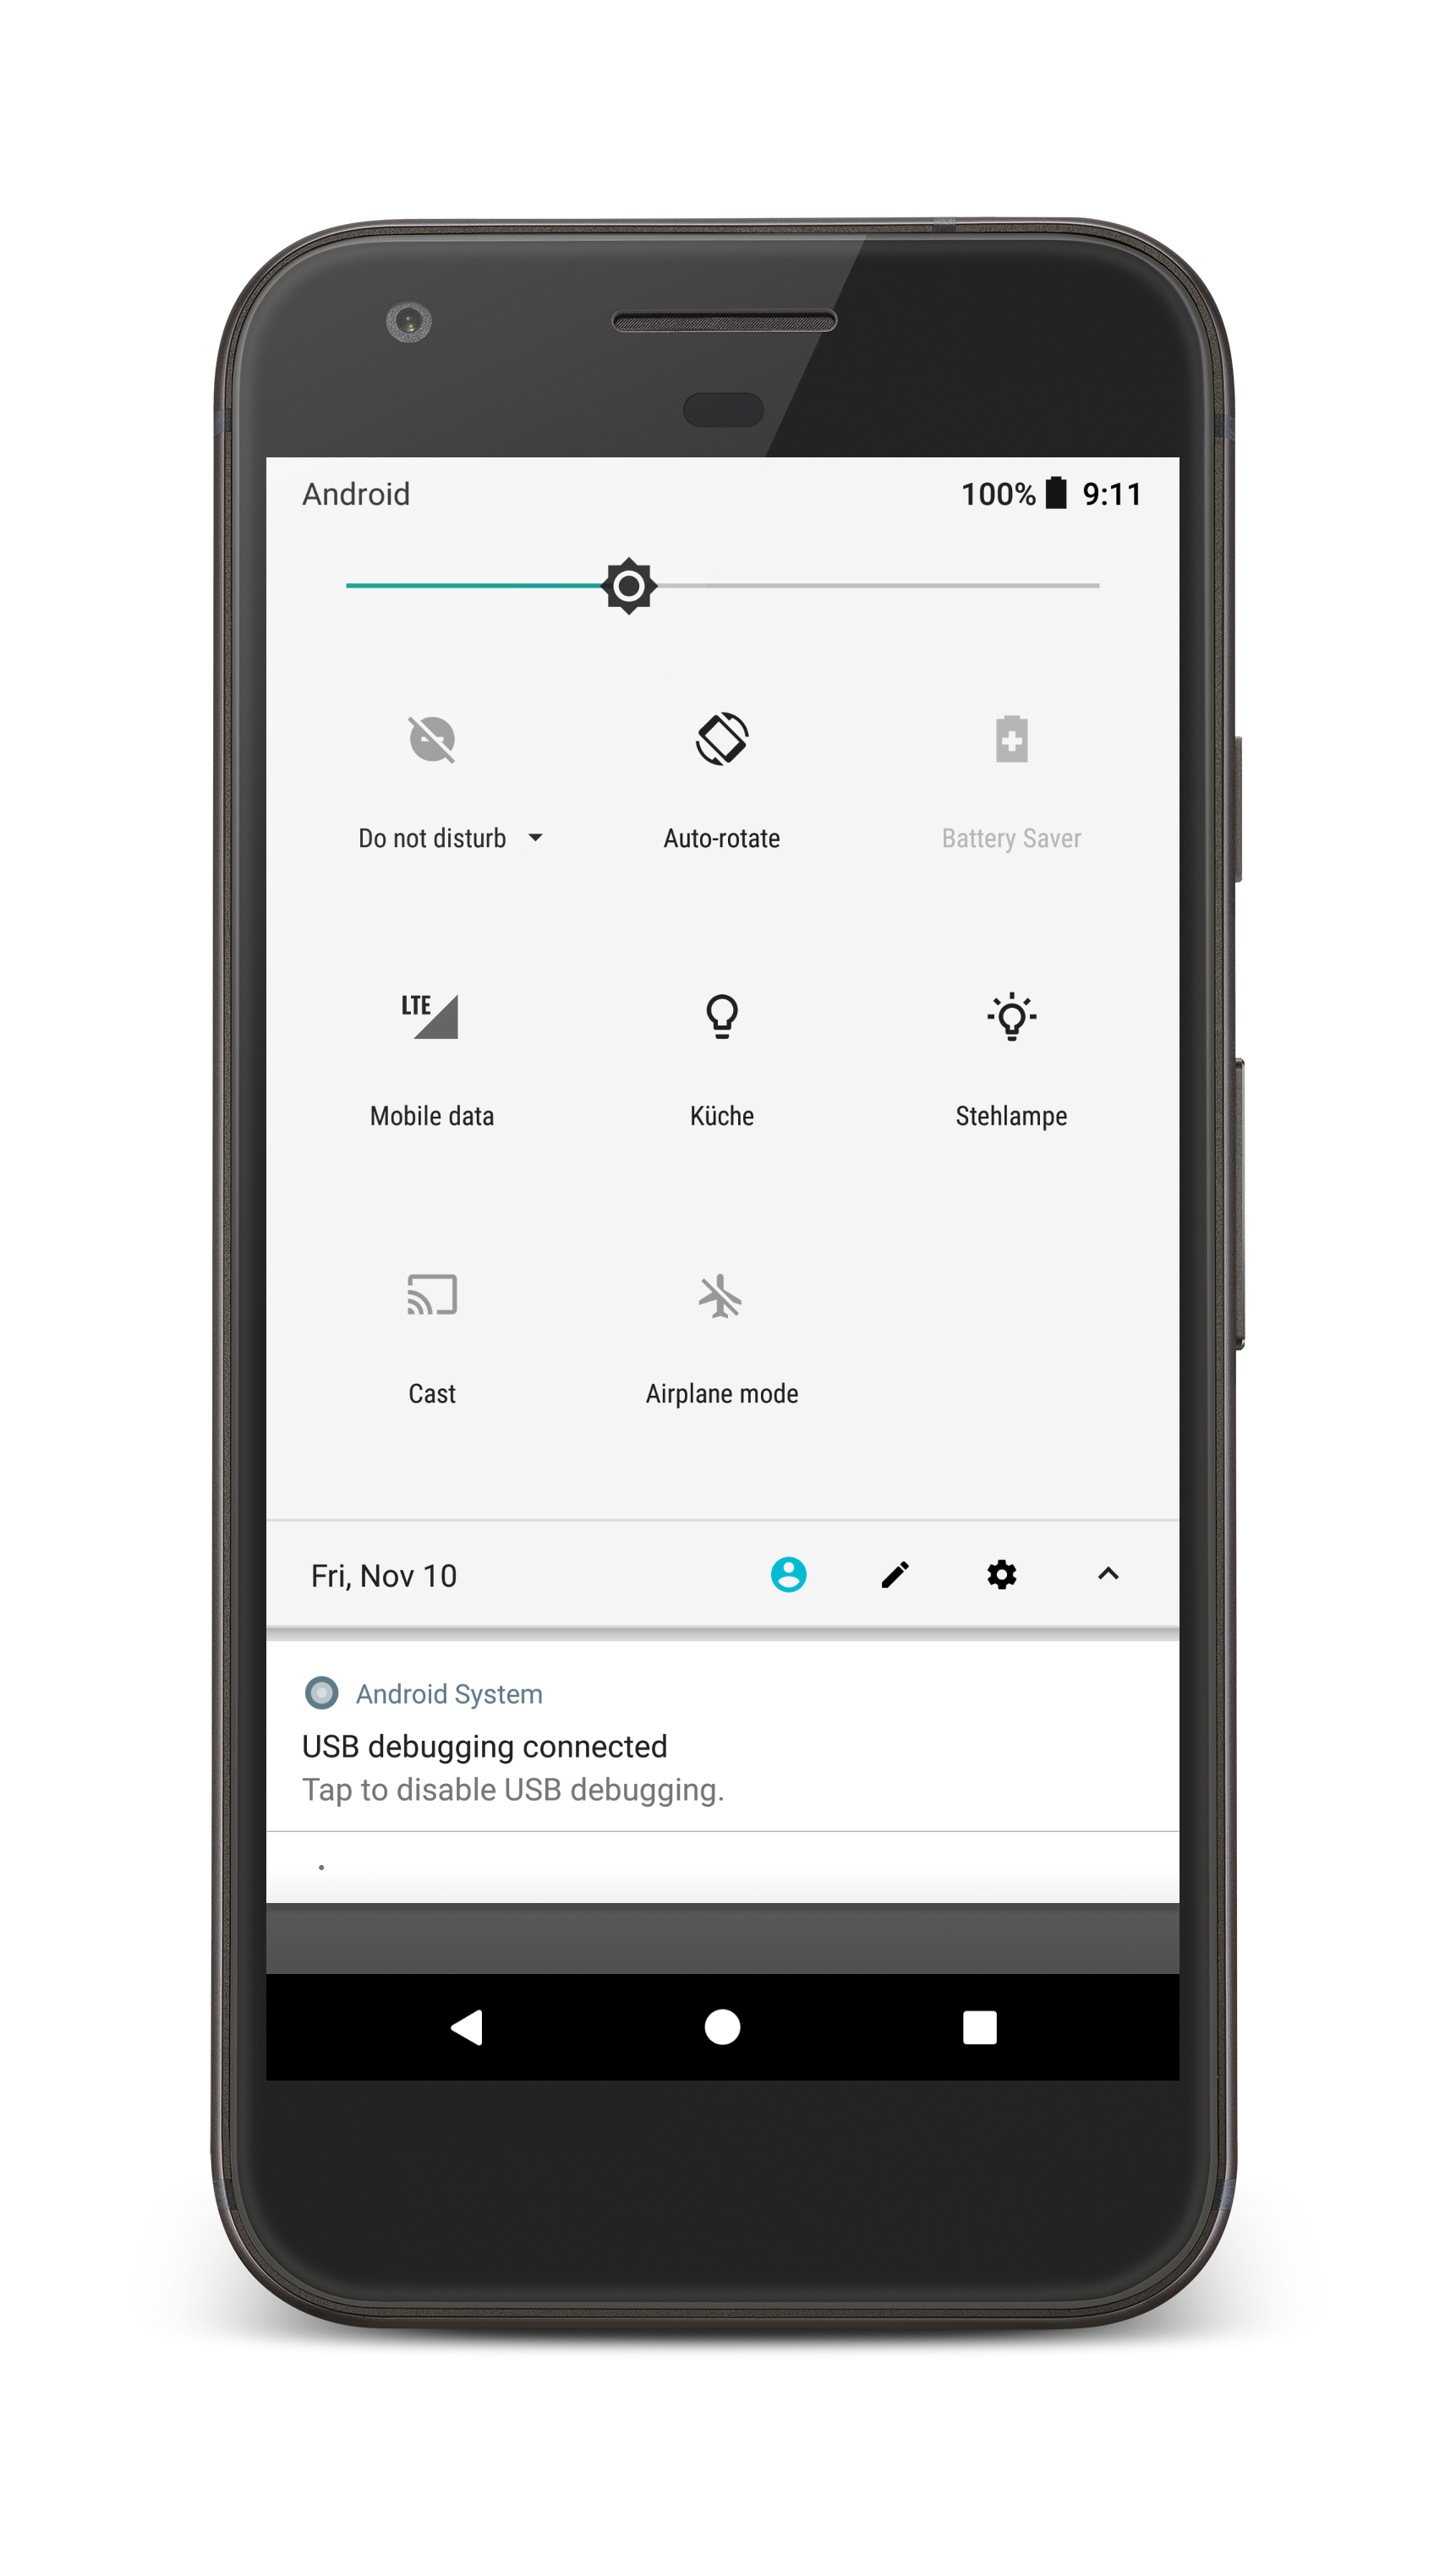 Android 100% 9:11
Do not disturb Auto-rotate Battery Saver
LTE
Mobile data Küche Stehlampe
Cast Airplane mode
Fri, Nov 10
Android System
USB debugging connected
Tap to disable USB debugging.